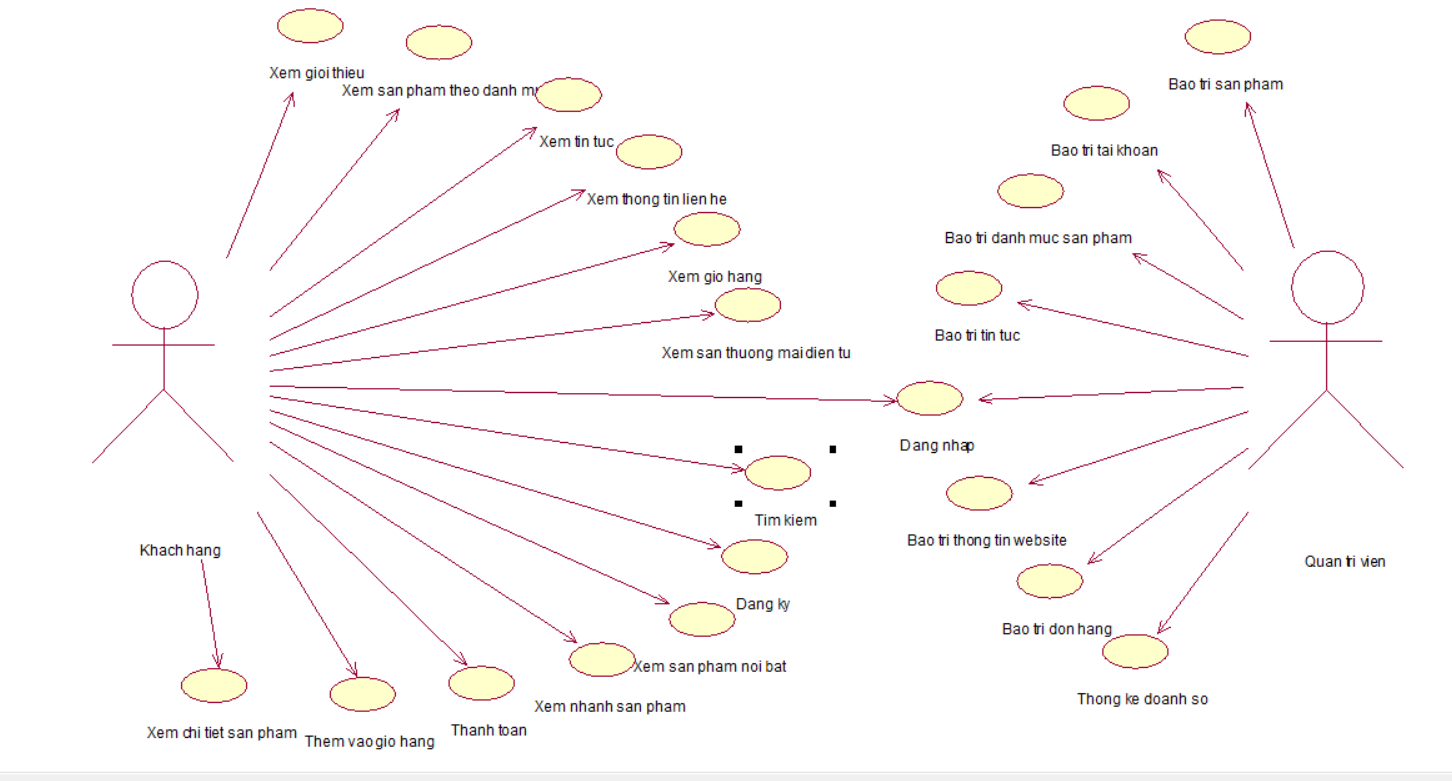 Xem gioi thieu
Xem san pham theo danh m
Xem tin tuc
Xem thong tin lien he
Xem gio hang
Xem san thuong mai dien tu
Dang nhap
Tim kiem
Dang ky
Xem san pham noi bat
Xem nhanh san pham
Thanh toan
Them vao gio hang
Xem chi tiet san pham
Khach hang
Bao tri san pham
Bao tri tai khoan
Bao tri danh muc san pham
Bao tri tin tuc
Bao tri thong tin website
Bao tri don hang
Thong ke doanh so
Quan tri vien